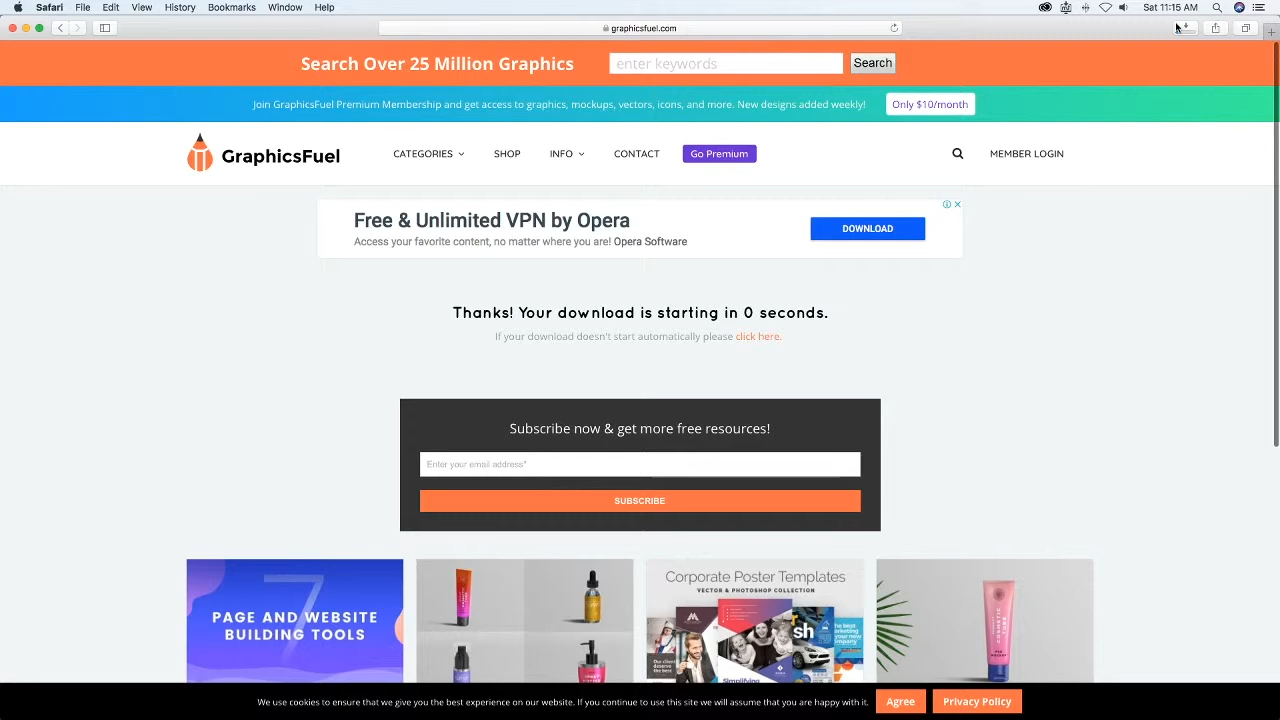 Safari File Edit View History Bookmarks Window Help Sat 11:15 AM
graphicsfuel.com
Search Over 25 Million Graphics enter keywords Search
Join GraphicsFuel Premium Membership and get access to graphics, mockups, vectors, icons, and more. New designs added weekly! Only $10/month
GraphicsFuel CATEGORIES SHOP INFO CONTACT Go Premium MEMBER LOGIN
Free & Unlimited VPN by Opera
Access your favorite content, no matter where you are! Opera Software
DOWNLOAD
Thanks! Your download is starting in 0 seconds.
If your download doesn't start automatically please click here.
Subscribe now & get more free resources!
Enter your email address*
SUBSCRIBE
7
PAGE AND WEBSITE
BUILDING TOOLS
Corporate Poster Templates
VECTOR & PHOTOSHOP COLLECTION
We use cookies to ensure that we give you the best experience on our website. If you continue to use this site we will assume that you are happy with it. Agree Privacy Policy